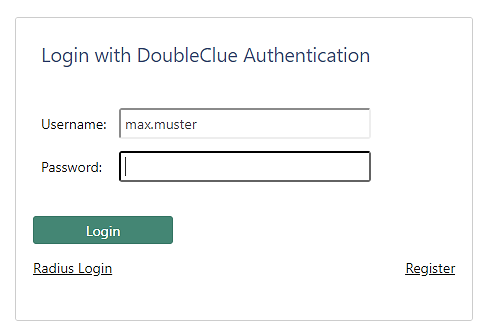 Login with DoubleClue Authentication
Username: max.muster
Password:
Login
Radius Login Register